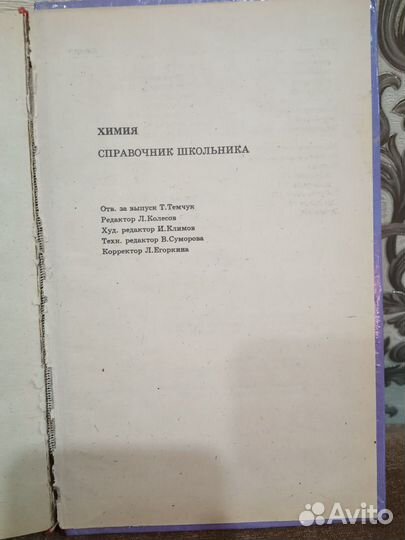 ХИМИЯ
СПРАВОЧНИК ШКОЛЬНИКА
Отв. за выпуск Т.Темчук
Редактор Л.Колесов
Худ. редактор И.Климов
Техн. редактор В.Суморова
Корректор Л.Егоркина
Avito